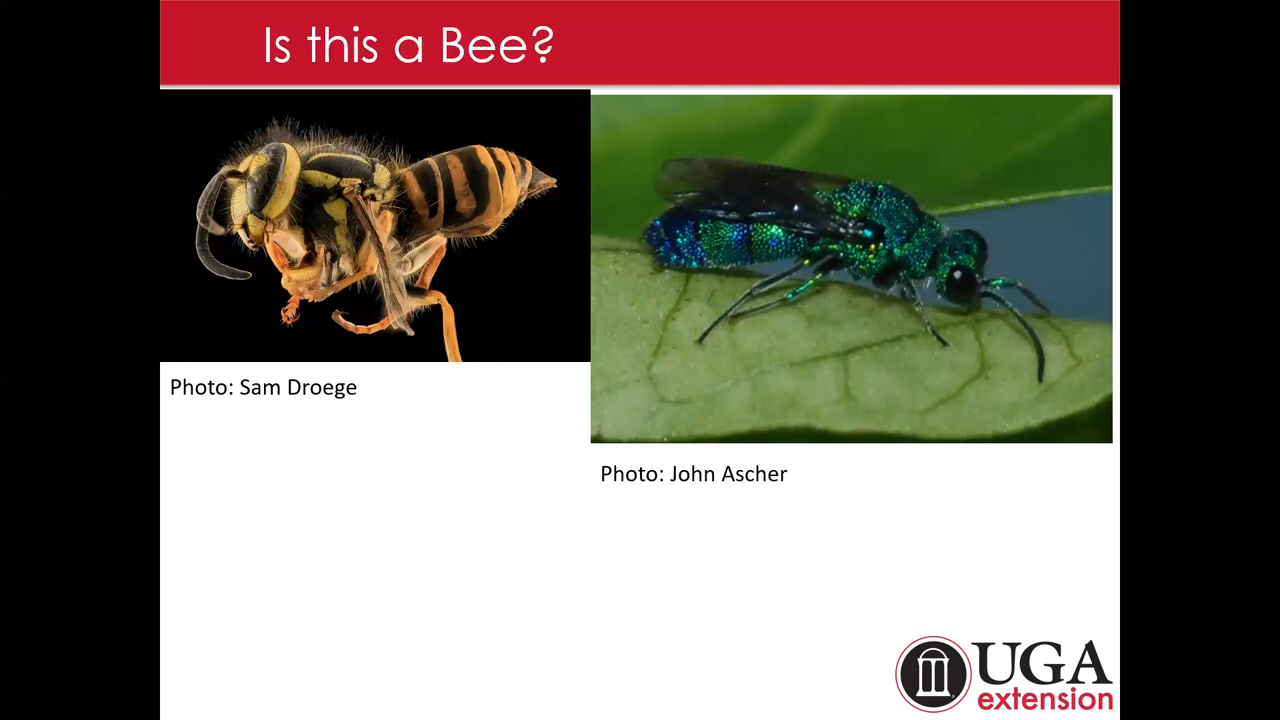 Is this a Bee?
Photo: Sam Droege
Photo: John Ascher
UGA
extension